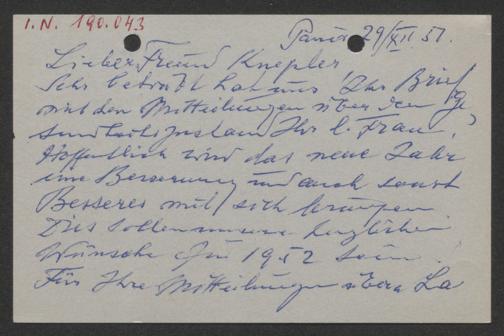 I.N. 190.043
Paris 29/XII 51.
Lieber Freund Knepler
Sehr betrübt hat uns Ihr Brief
mit den Mitteilungen über den Ge
sundheitszustand Ihr l. Frau.
Hoffentlich wird das neue Jahr
eine Besserung und auch sonst
Besseres mit sich bringen
Dies sollen unsere herzlichen
Wünsche für 1952 sein.
Für Ihre Mitteilungen über La